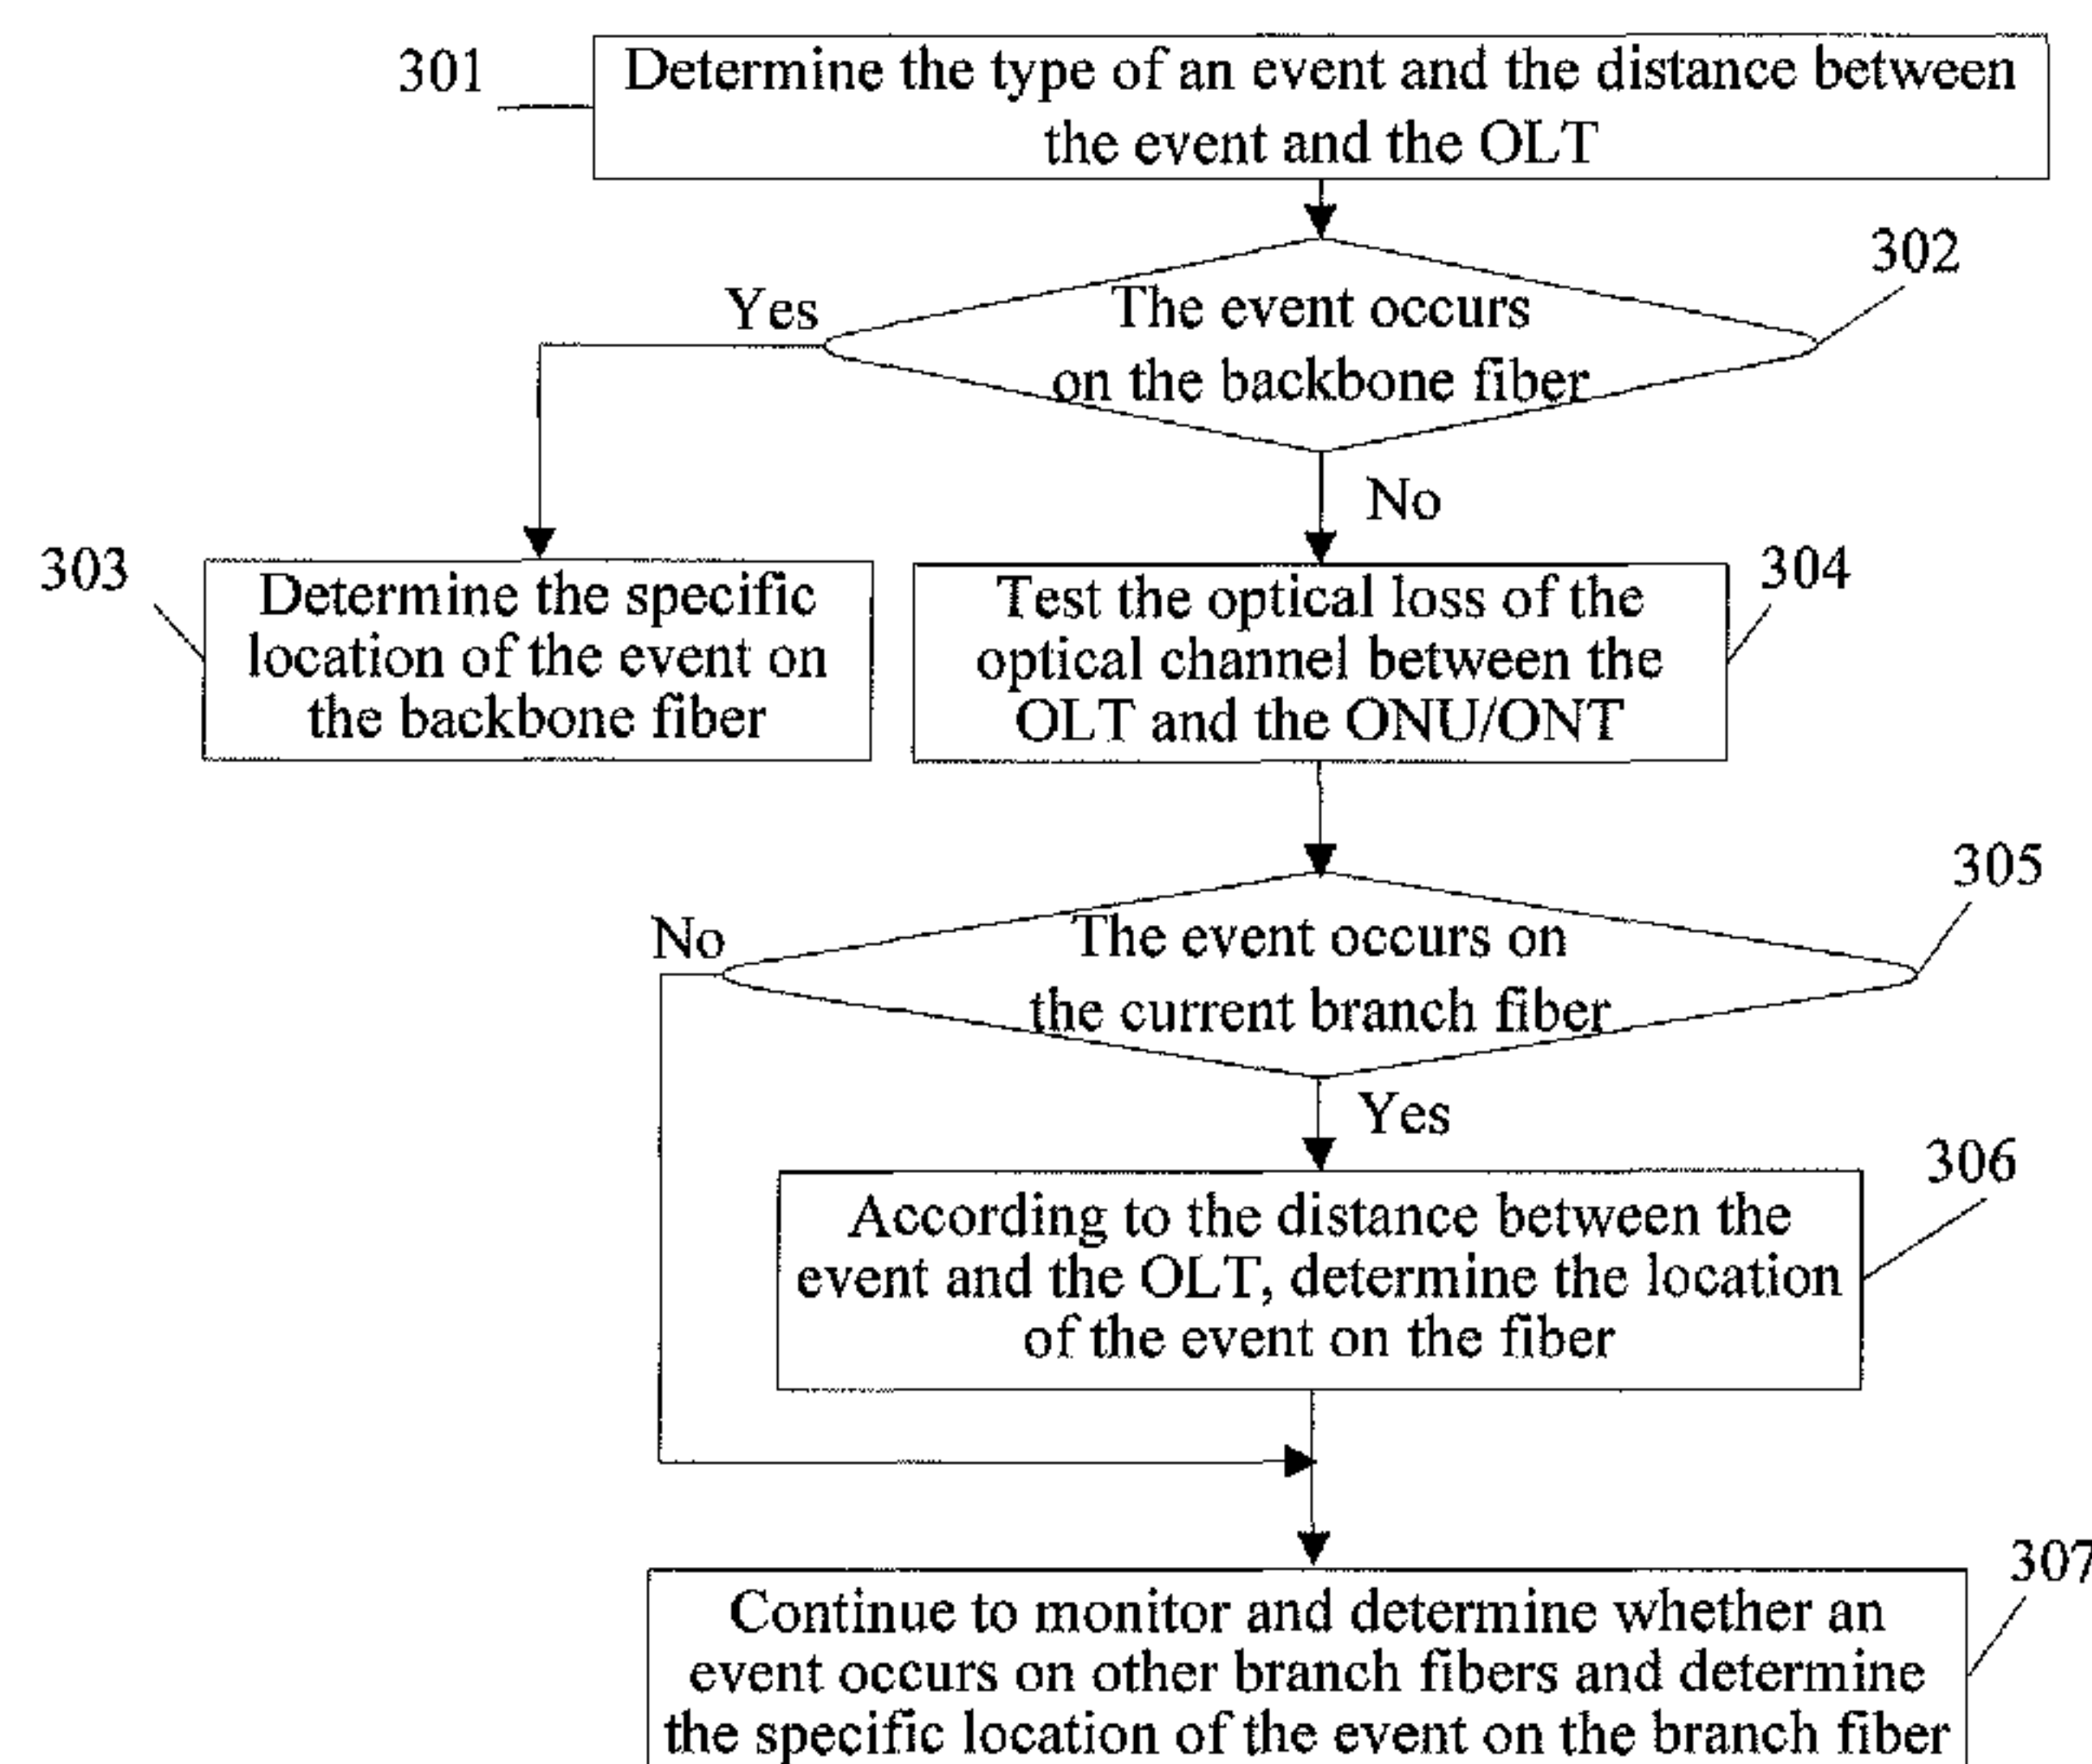 301
Determine the type of an event and the distance between
the event and the OLT
302
The event occurs
on the backbone fiber
Yes
No
303
Determine the specific
location of the event on
the backbone fiber
304
Test the optical loss of the
optical channel between the
OLT and the ONU/ONT
305
The event occurs on
the current branch fiber
No
Yes
306
According to the distance between the
event and the OLT, determine the location
of the event on the fiber
307
Continue to monitor and determine whether an
event occurs on other branch fibers and determine
the specific location of the event on the branch fiber